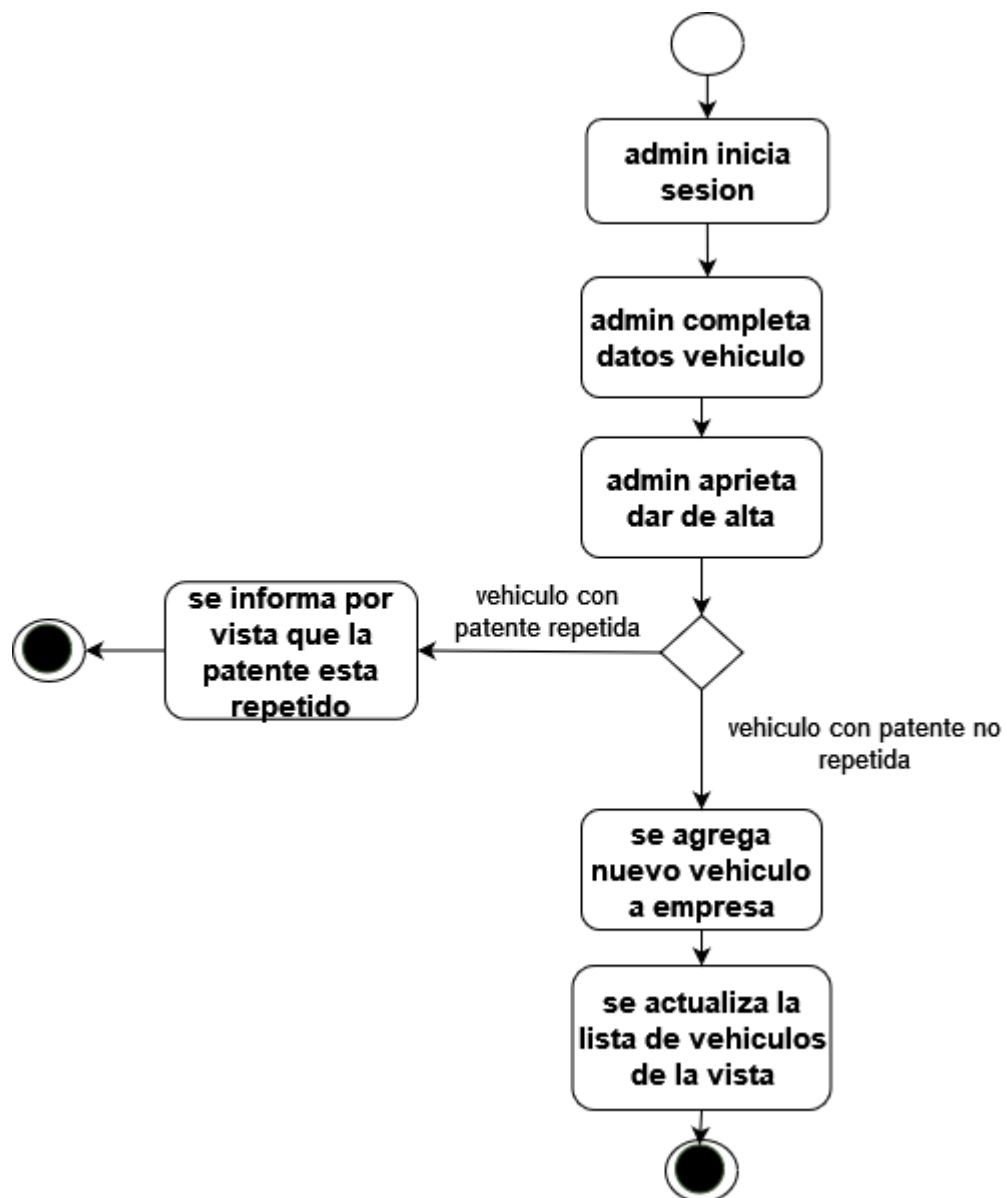 admin inicia
sesion
admin completa
datos vehiculo
admin aprieta
dar de alta
vehiculo con
patente repetida
se informa por
vista que la
patente esta
repetido
vehiculo con patente no
repetida
se agrega
nuevo vehiculo
a empresa
se actualiza la
lista de vehiculos
de la vista